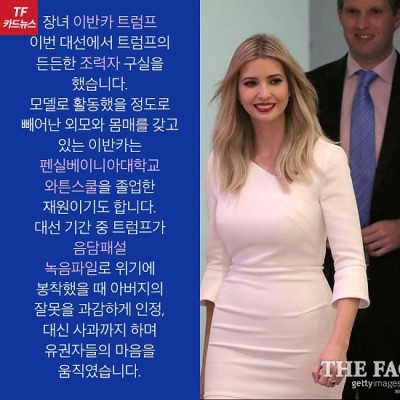 TF
카드뉴스
장녀 이반카 트럼프
이번 대선에서 트럼프의
든든한 조력자 구실을
했습니다.
모델로 활동했을 정도로
빼어난 외모와 몸매를 갖고
있는 이반카는
펜실베이니아대학교
와튼스쿨을 졸업한
재원이기도 합니다.
대선 기간 중 트럼프가
음담패설
녹음파일로 위기에
봉착했을 때 아버지의
잘못을 과감하게 인정,
대신 사과까지 하며
유권자들의 마음을
움직였습니다.
THE FAC
gettyimages